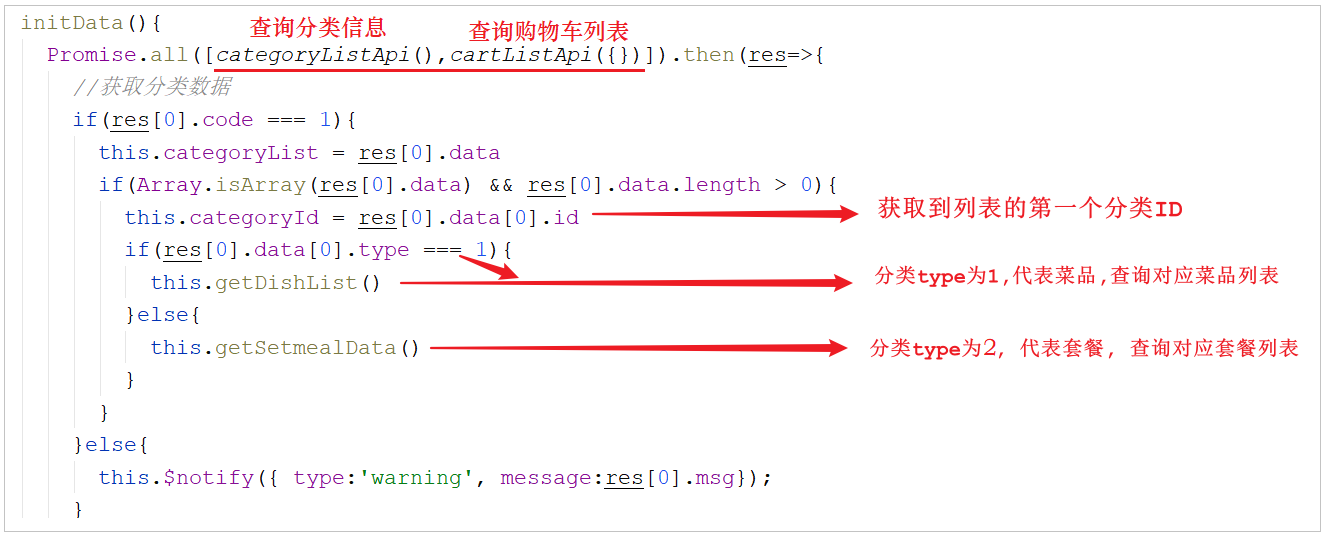 查询分类信息 查询购物车列表
initData(){
Promise.all([categoryListApi(),cartListApi({})]).then(res=>{
//获取分类数据
if(res[0].code === 1){
this.categoryList = res[0].data
if(Array.isArray(res[0].data) && res[0].data.length > 0){
this.categoryId = res[0].data[0].id 获取到列表的第一个分类ID
if(res[0].data[0].type === 1){
this.getDishList() 分类type为1,代表菜品,查询对应菜品列表
}else{
this.getSetmealData() 分类type为2, 代表套餐, 查询对应套餐列表
}
}
}else{
this.$notify({ type:'warning', message:res[0].msg});
}